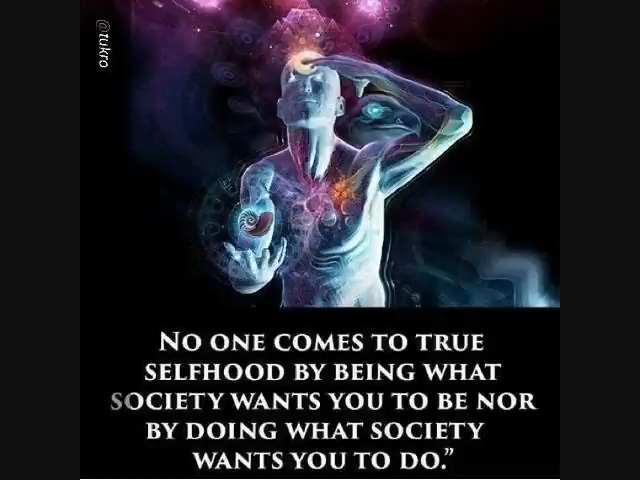 @tukro
No one comes to true
selfhood by being what
society wants you to be nor
by doing what society
wants you to do.”